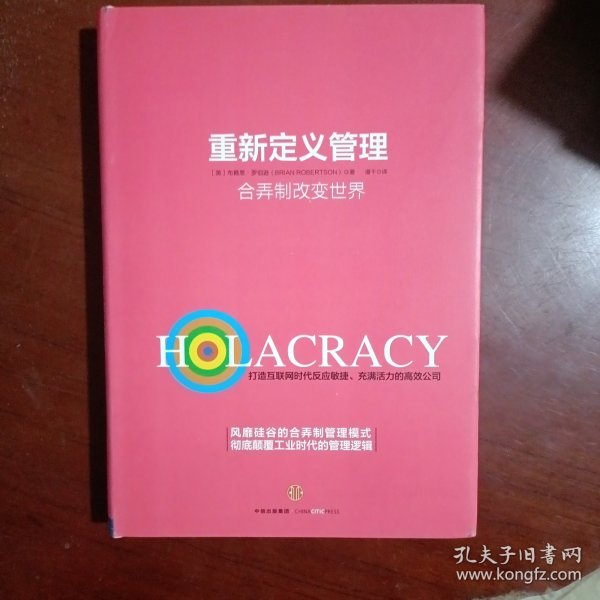 重新定义管理
[美]布赖恩·罗伯逊(BRIAN ROBERTSON)◎著 潘千◎译
合弄制改变世界
HOLACRACY
打造互联网时代反应敏捷、充满活力的高效公司
风靡硅谷的合弄制管理模式
彻底颠覆工业时代的管理逻辑
中信出版集团 CHINACITICPRESS
孔夫子旧书网
www.kongfz.com